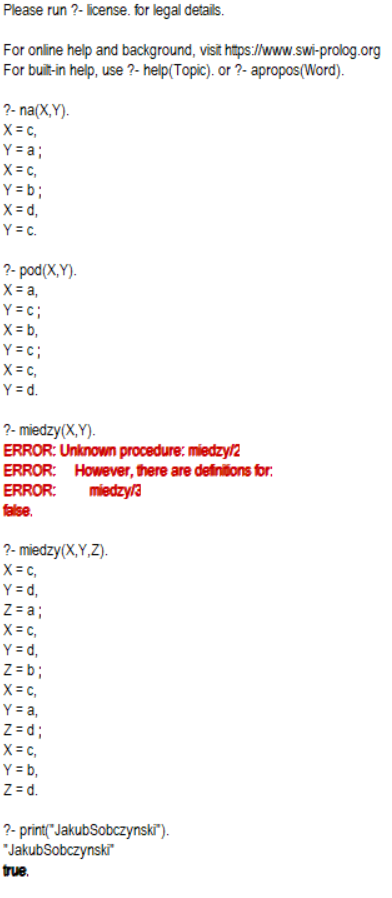 Please run ?- license. for legal details.
For online help and background, visit https://www.swi-prolog.org
For built-in help, use ?- help(Topic). or ?- apropos(Word).
?- na(X,Y).
X = c,
Y = a ;
X = c,
Y = b ;
X = d,
Y = c.
?- pod(X,Y).
X = a,
Y = c ;
X = b,
Y = c ;
X = c,
Y = d.
?- miedzy(X,Y).
ERROR: Unknown procedure: miedzy/2
ERROR:   However, there are definitions for:
ERROR:     miedzy/3
false.
?- miedzy(X,Y,Z).
X = c,
Y = d,
Z = a ;
X = c,
Y = d,
Z = b ;
X = c,
Y = a,
Z = d ;
X = c,
Y = b,
Z = d.
?- print("JakubSobczynski").
"JakubSobczynski"
true.